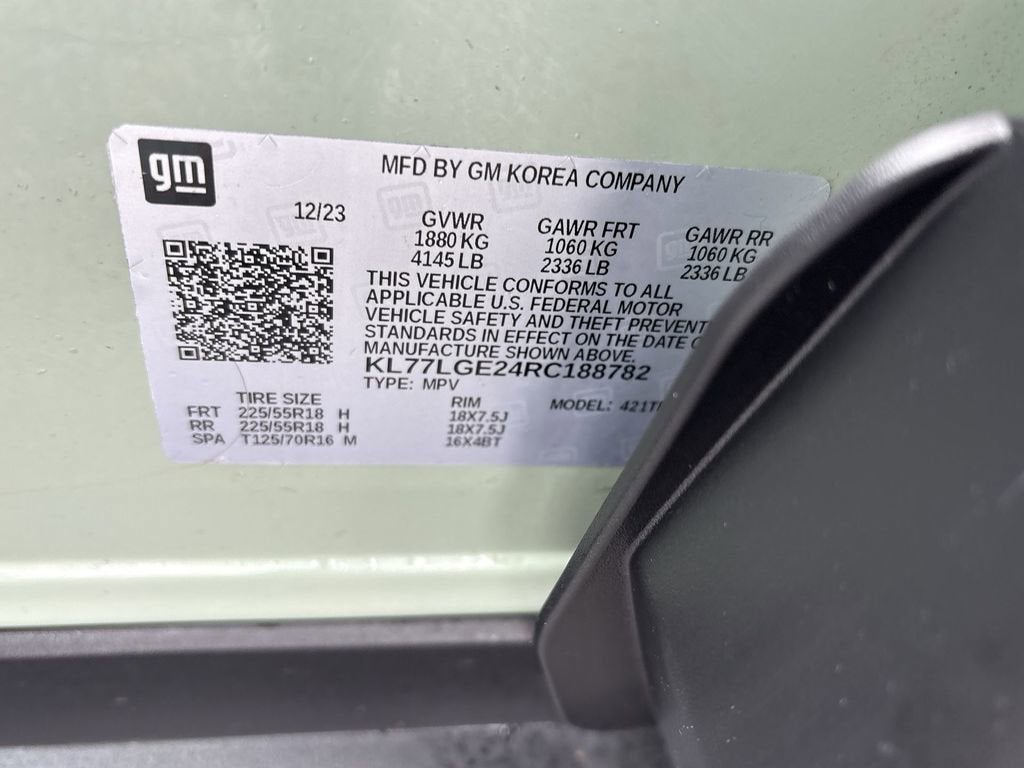 gm
MFD BY GM KOREA COMPANY
12/23
GVWR GAWR FRT GAWR RR
1880 KG 1060 KG 1060 KG
4145 LB 2336 LB 2336 LB
THIS VEHICLE CONFORMS TO ALL
APPLICABLE U.S. FEDERAL MOTOR
VEHICLE SAFETY AND THEFT PREVENT
STANDARDS IN EFFECT ON THE DATE
MANUFACTURE SHOWN ABOVE.
KL77LGE24RC188782
TYPE: MPV
TIRE SIZE RIM MODEL: 421T
FRT 225/55R18 H 18X7.5J
RR 225/55R18 H 18X7.5J
SPA T125/70R16 M 16X4BT